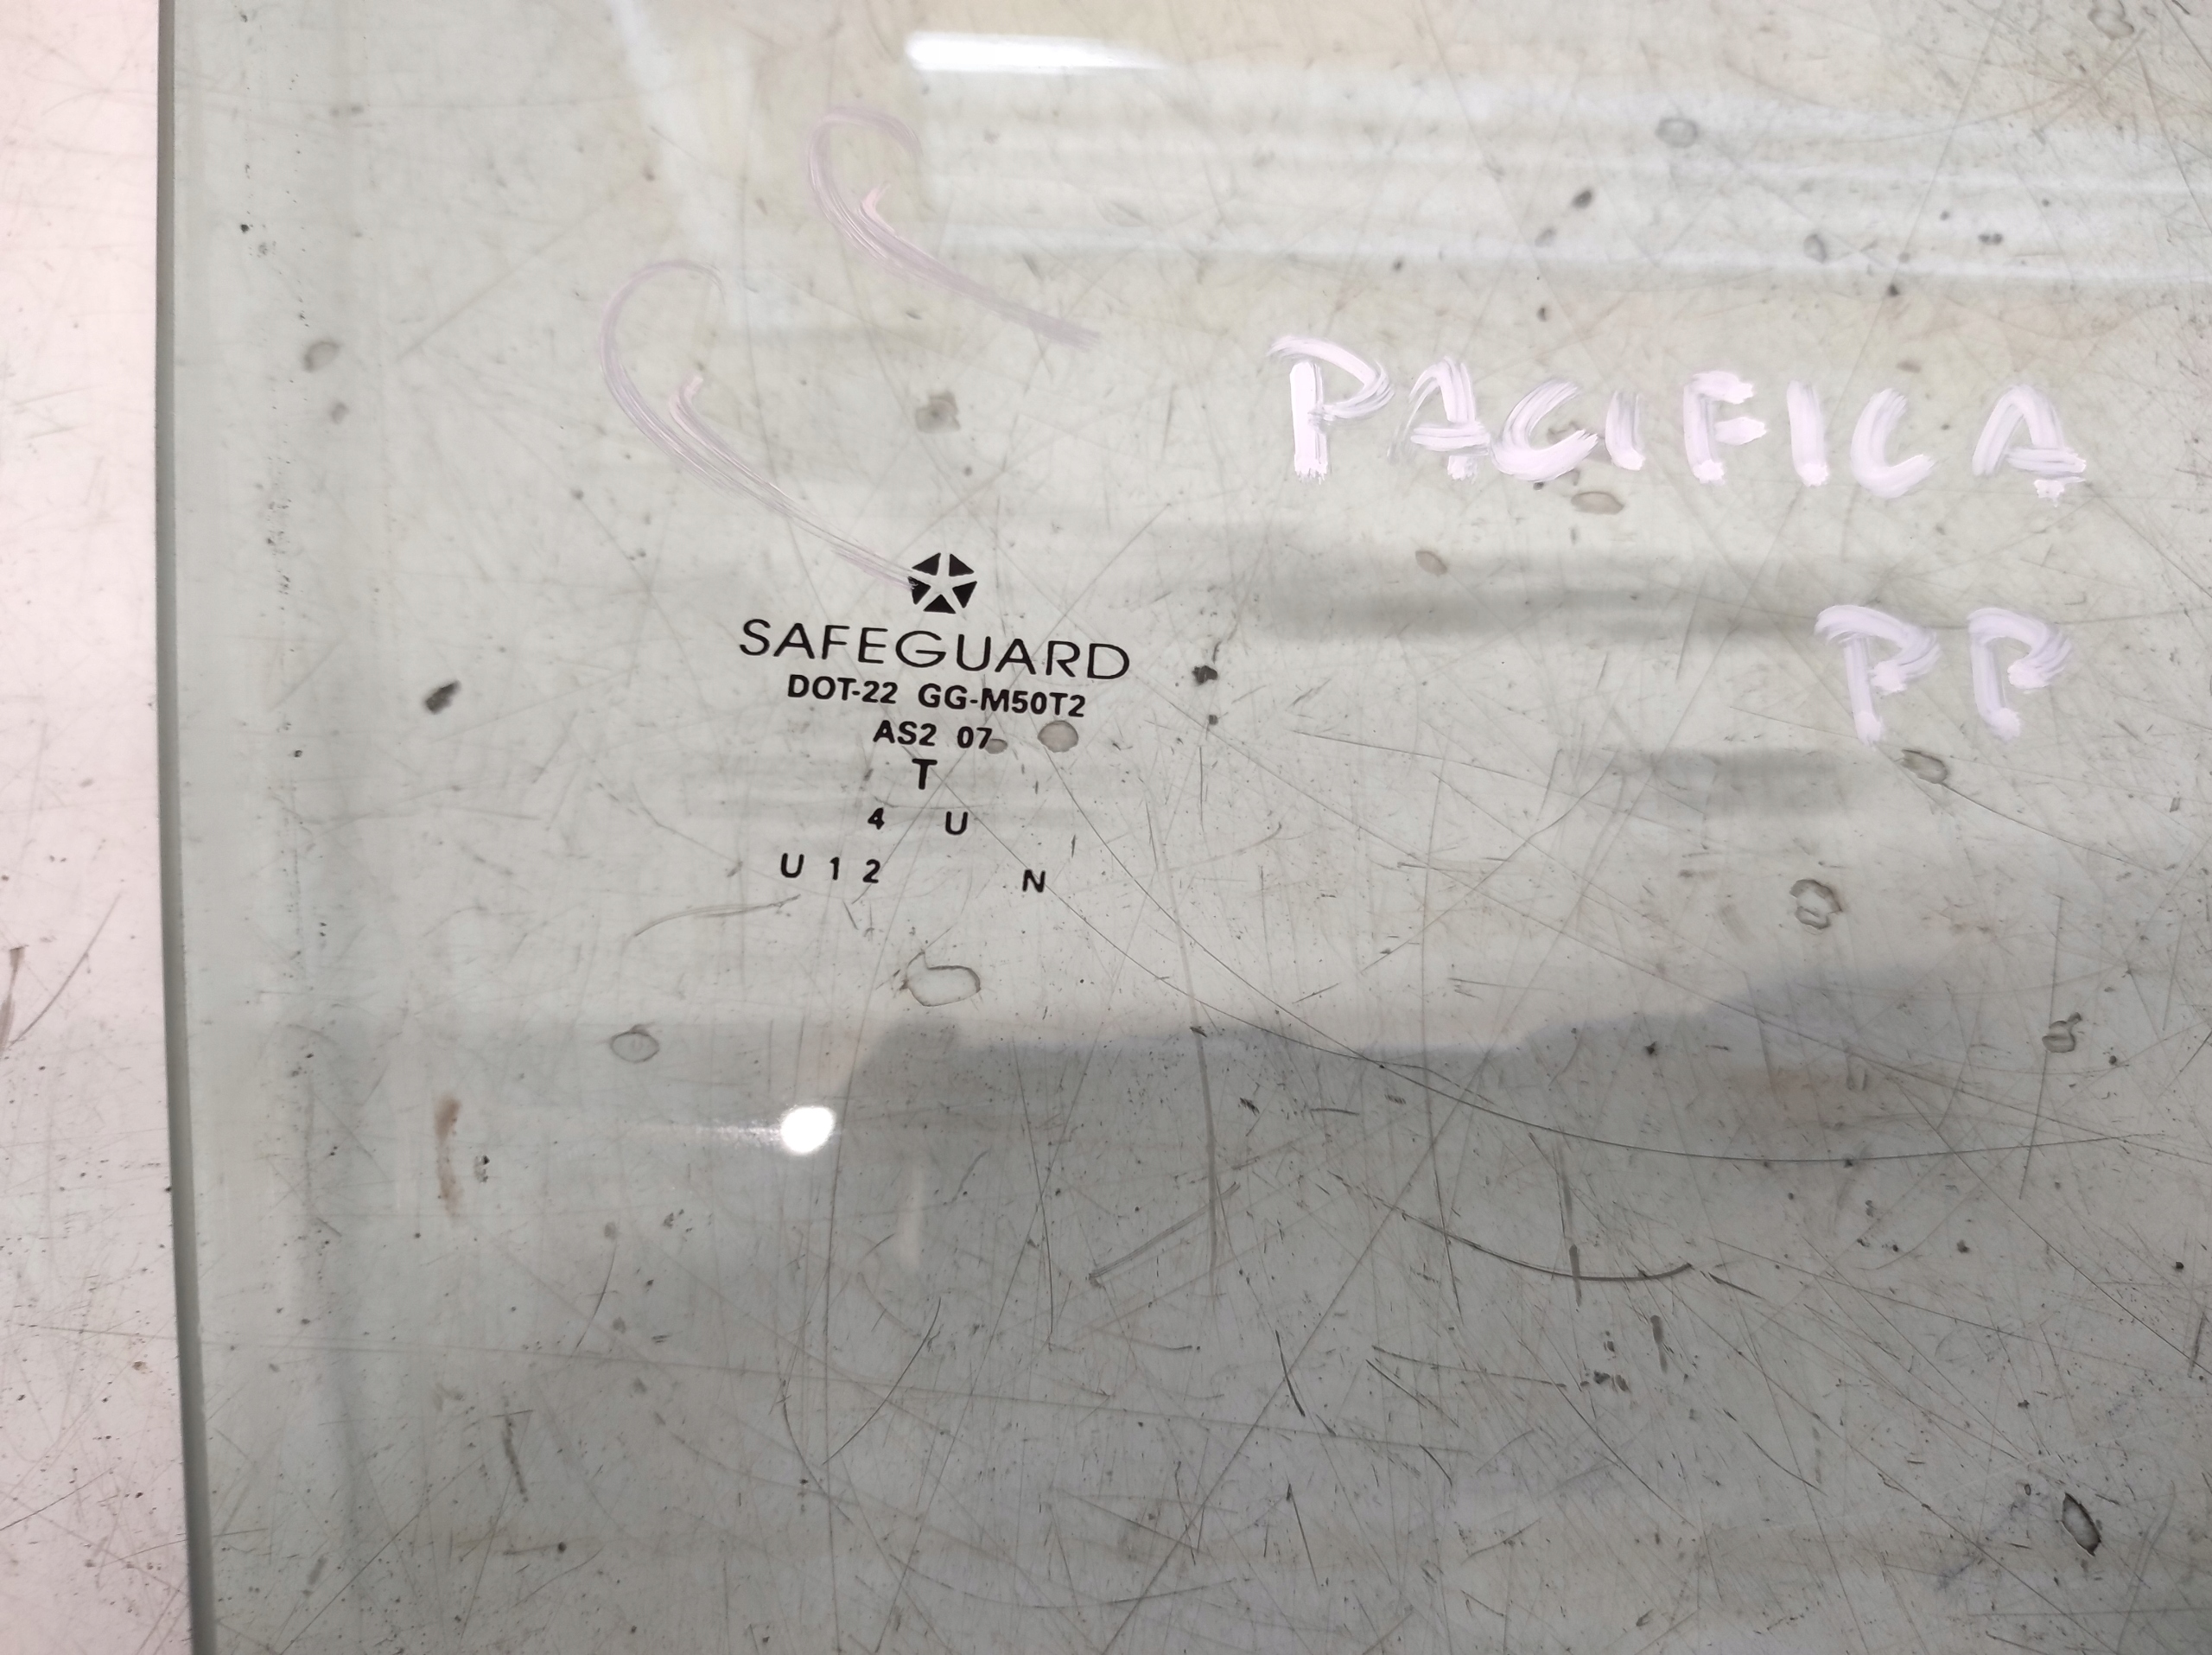 PACIFICA
PP
SAFEGUARD
DOT-22 GG-M50T2
AS2 07
T
4 U
U 1 2 N